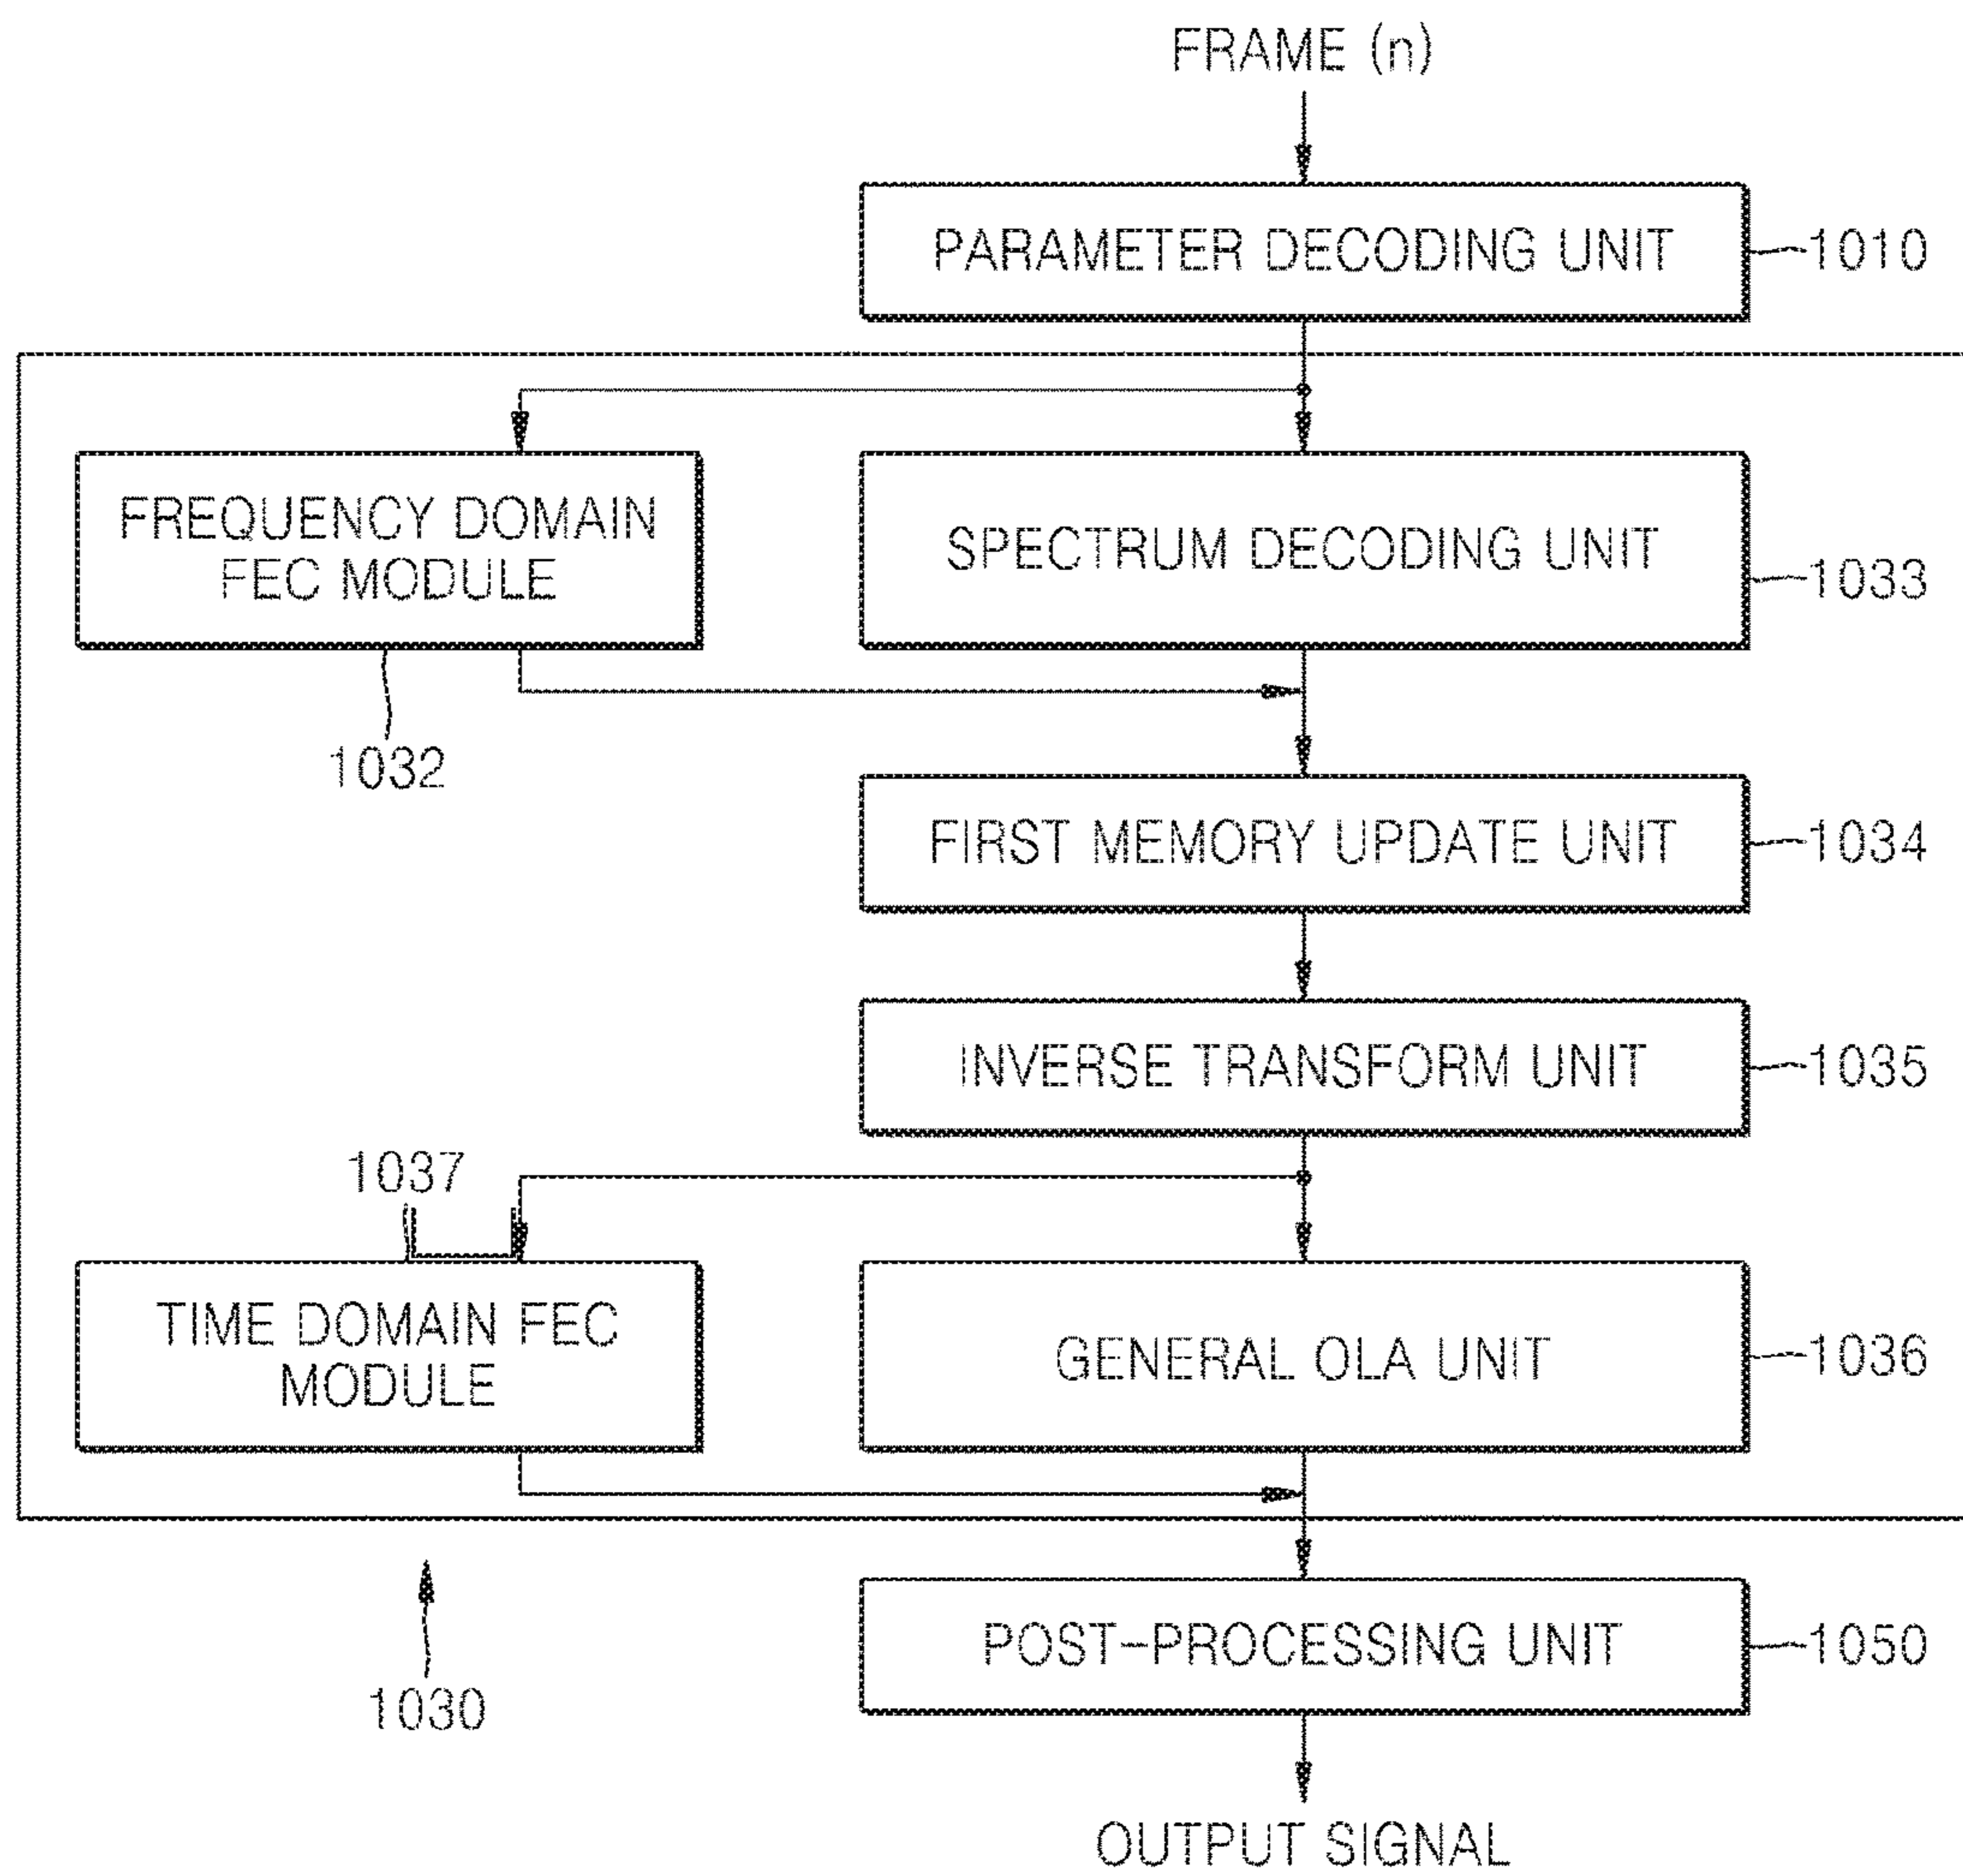 FRAME (n)
PARAMETER DECODING UNIT
1010
FREQUENCY DOMAIN
FEC MODULE
1032
SPECTRUM DECODING UNIT
1033
FIRST MEMORY UPDATE UNIT
1034
INVERSE TRANSFORM UNIT
1035
1037
TIME DOMAIN FEC
MODULE
GENERAL OLA UNIT
1036
1030
POST-PROCESSING UNIT
1050
OUTPUT SIGNAL